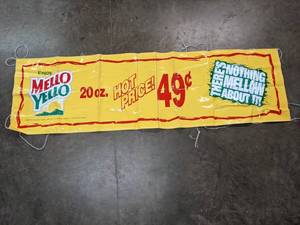 ENJOY
MELLO
YELLO
20 oz.
HOT
PRICE!
49¢
THERE'S
NOTHING
MELLOW
ABOUT IT!